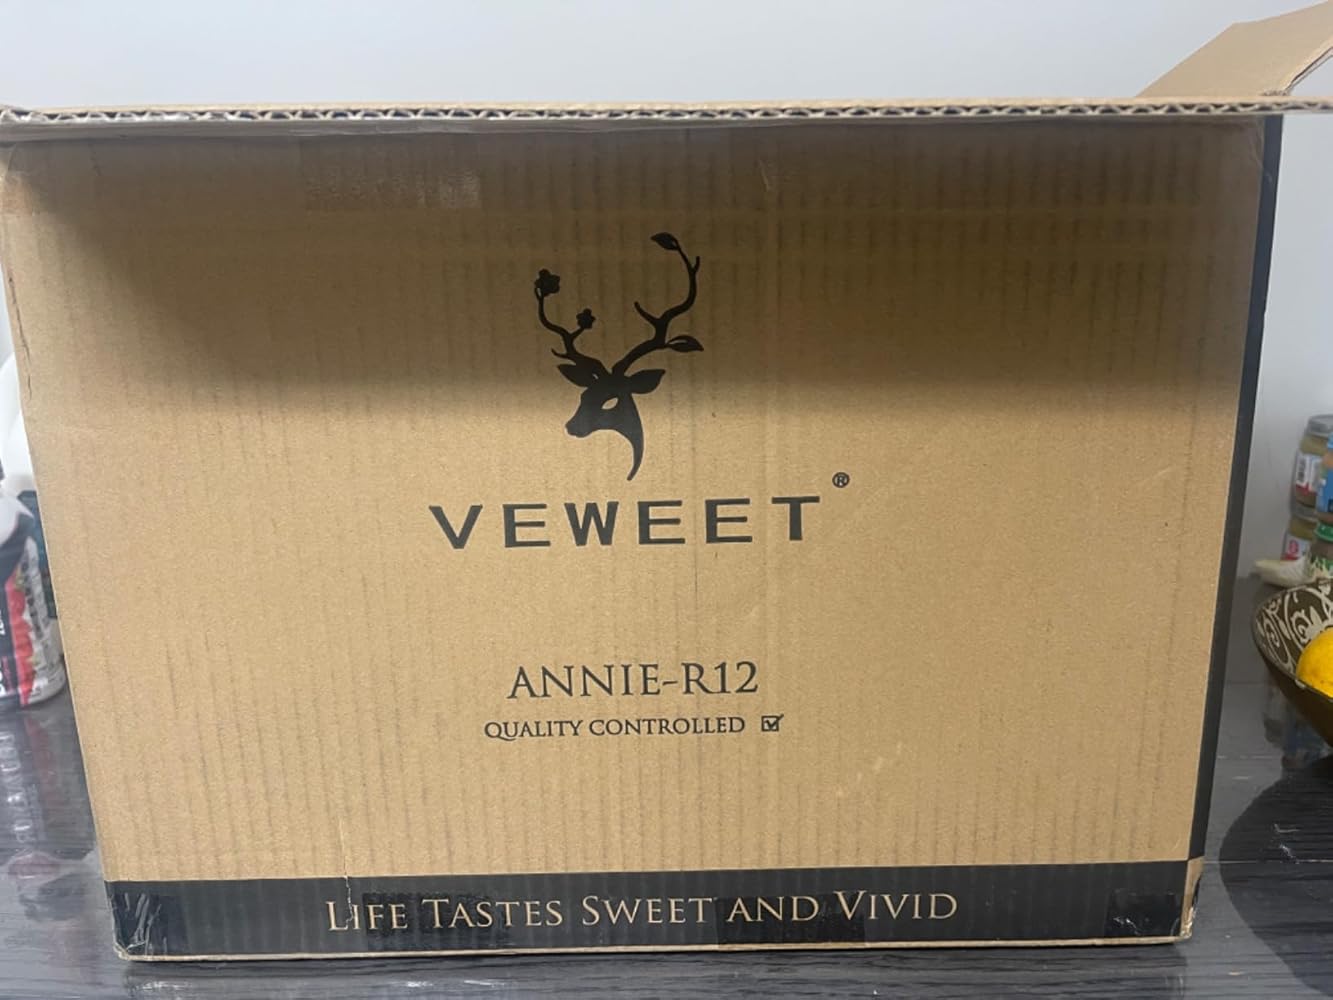 VEWEET®
ANNIE-R12
QUALITY CONTROLLED ☑
LIFE TASTES SWEET AND VIVID